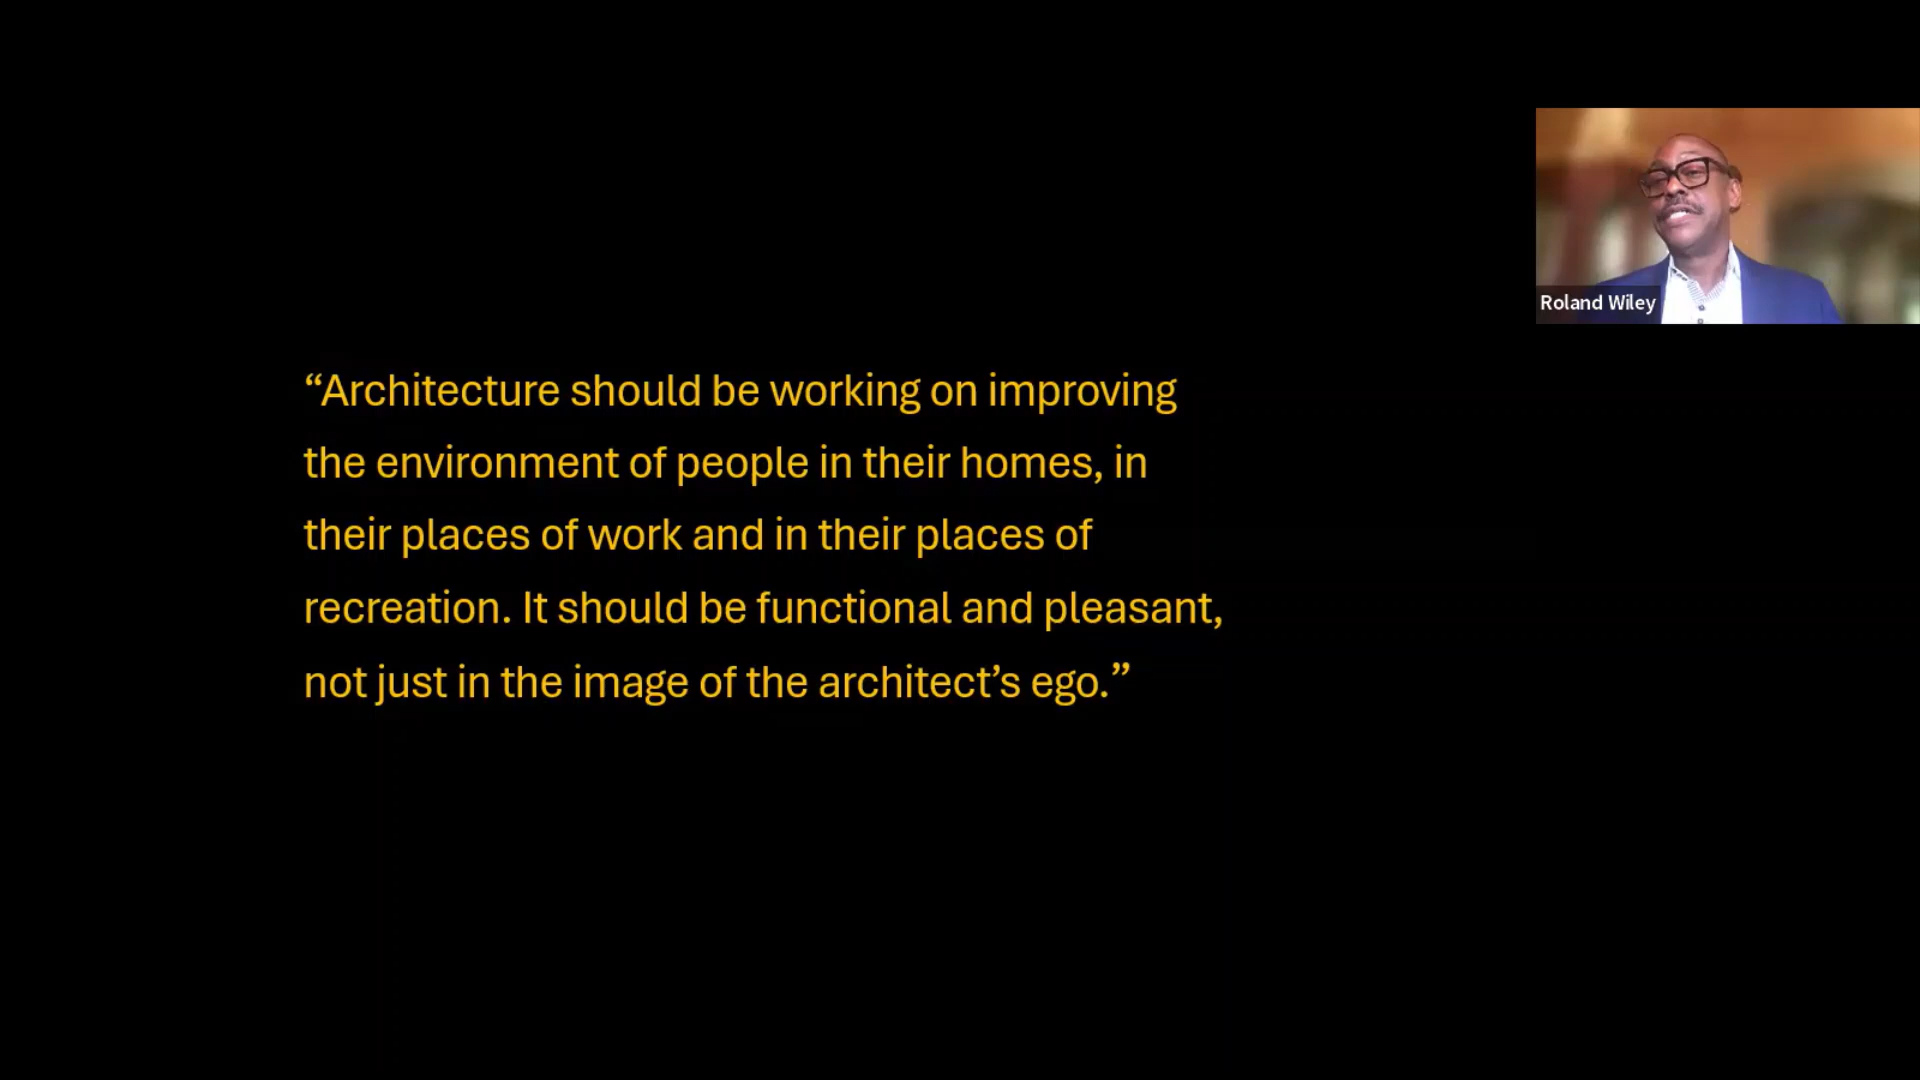 “Architecture should be working on improving
the environment of people in their homes, in
their places of work and in their places of
recreation. It should be functional and pleasant,
not just in the image of the architect’s ego.”
Roland Wiley